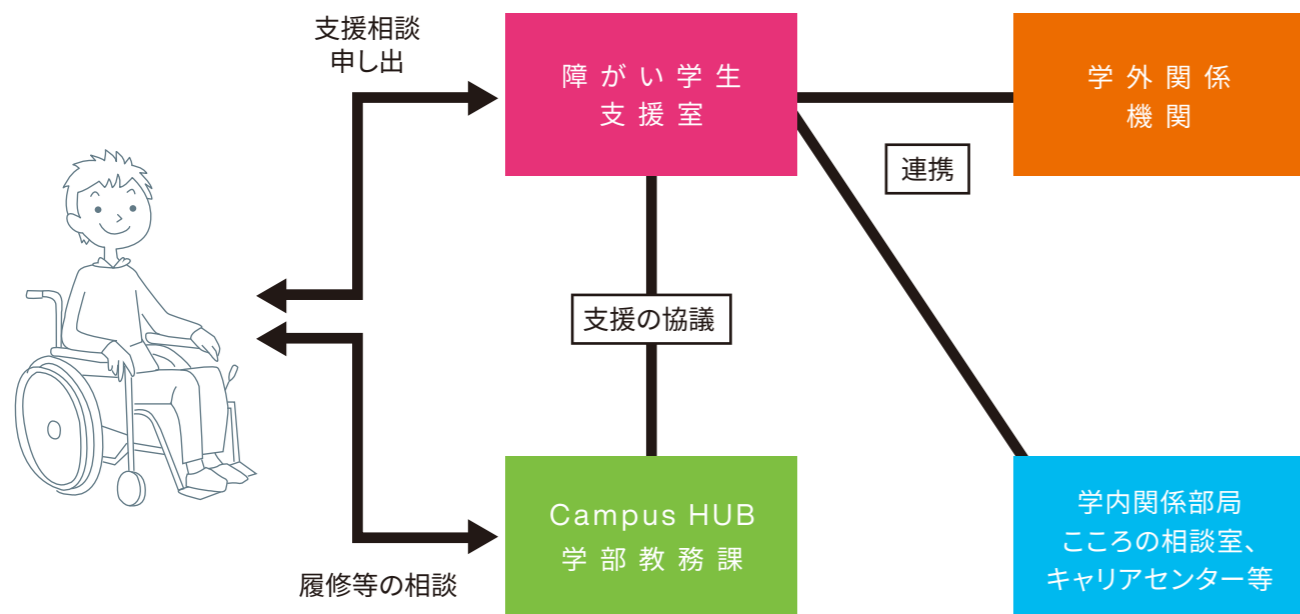 支援相談
申し出
障がい学生
支援室
学外関係
機関
連携
支援の協議
Campus HUB
学部教務課
学内関係部局
こころの相談室、
キャリアセンター等
履修等の相談